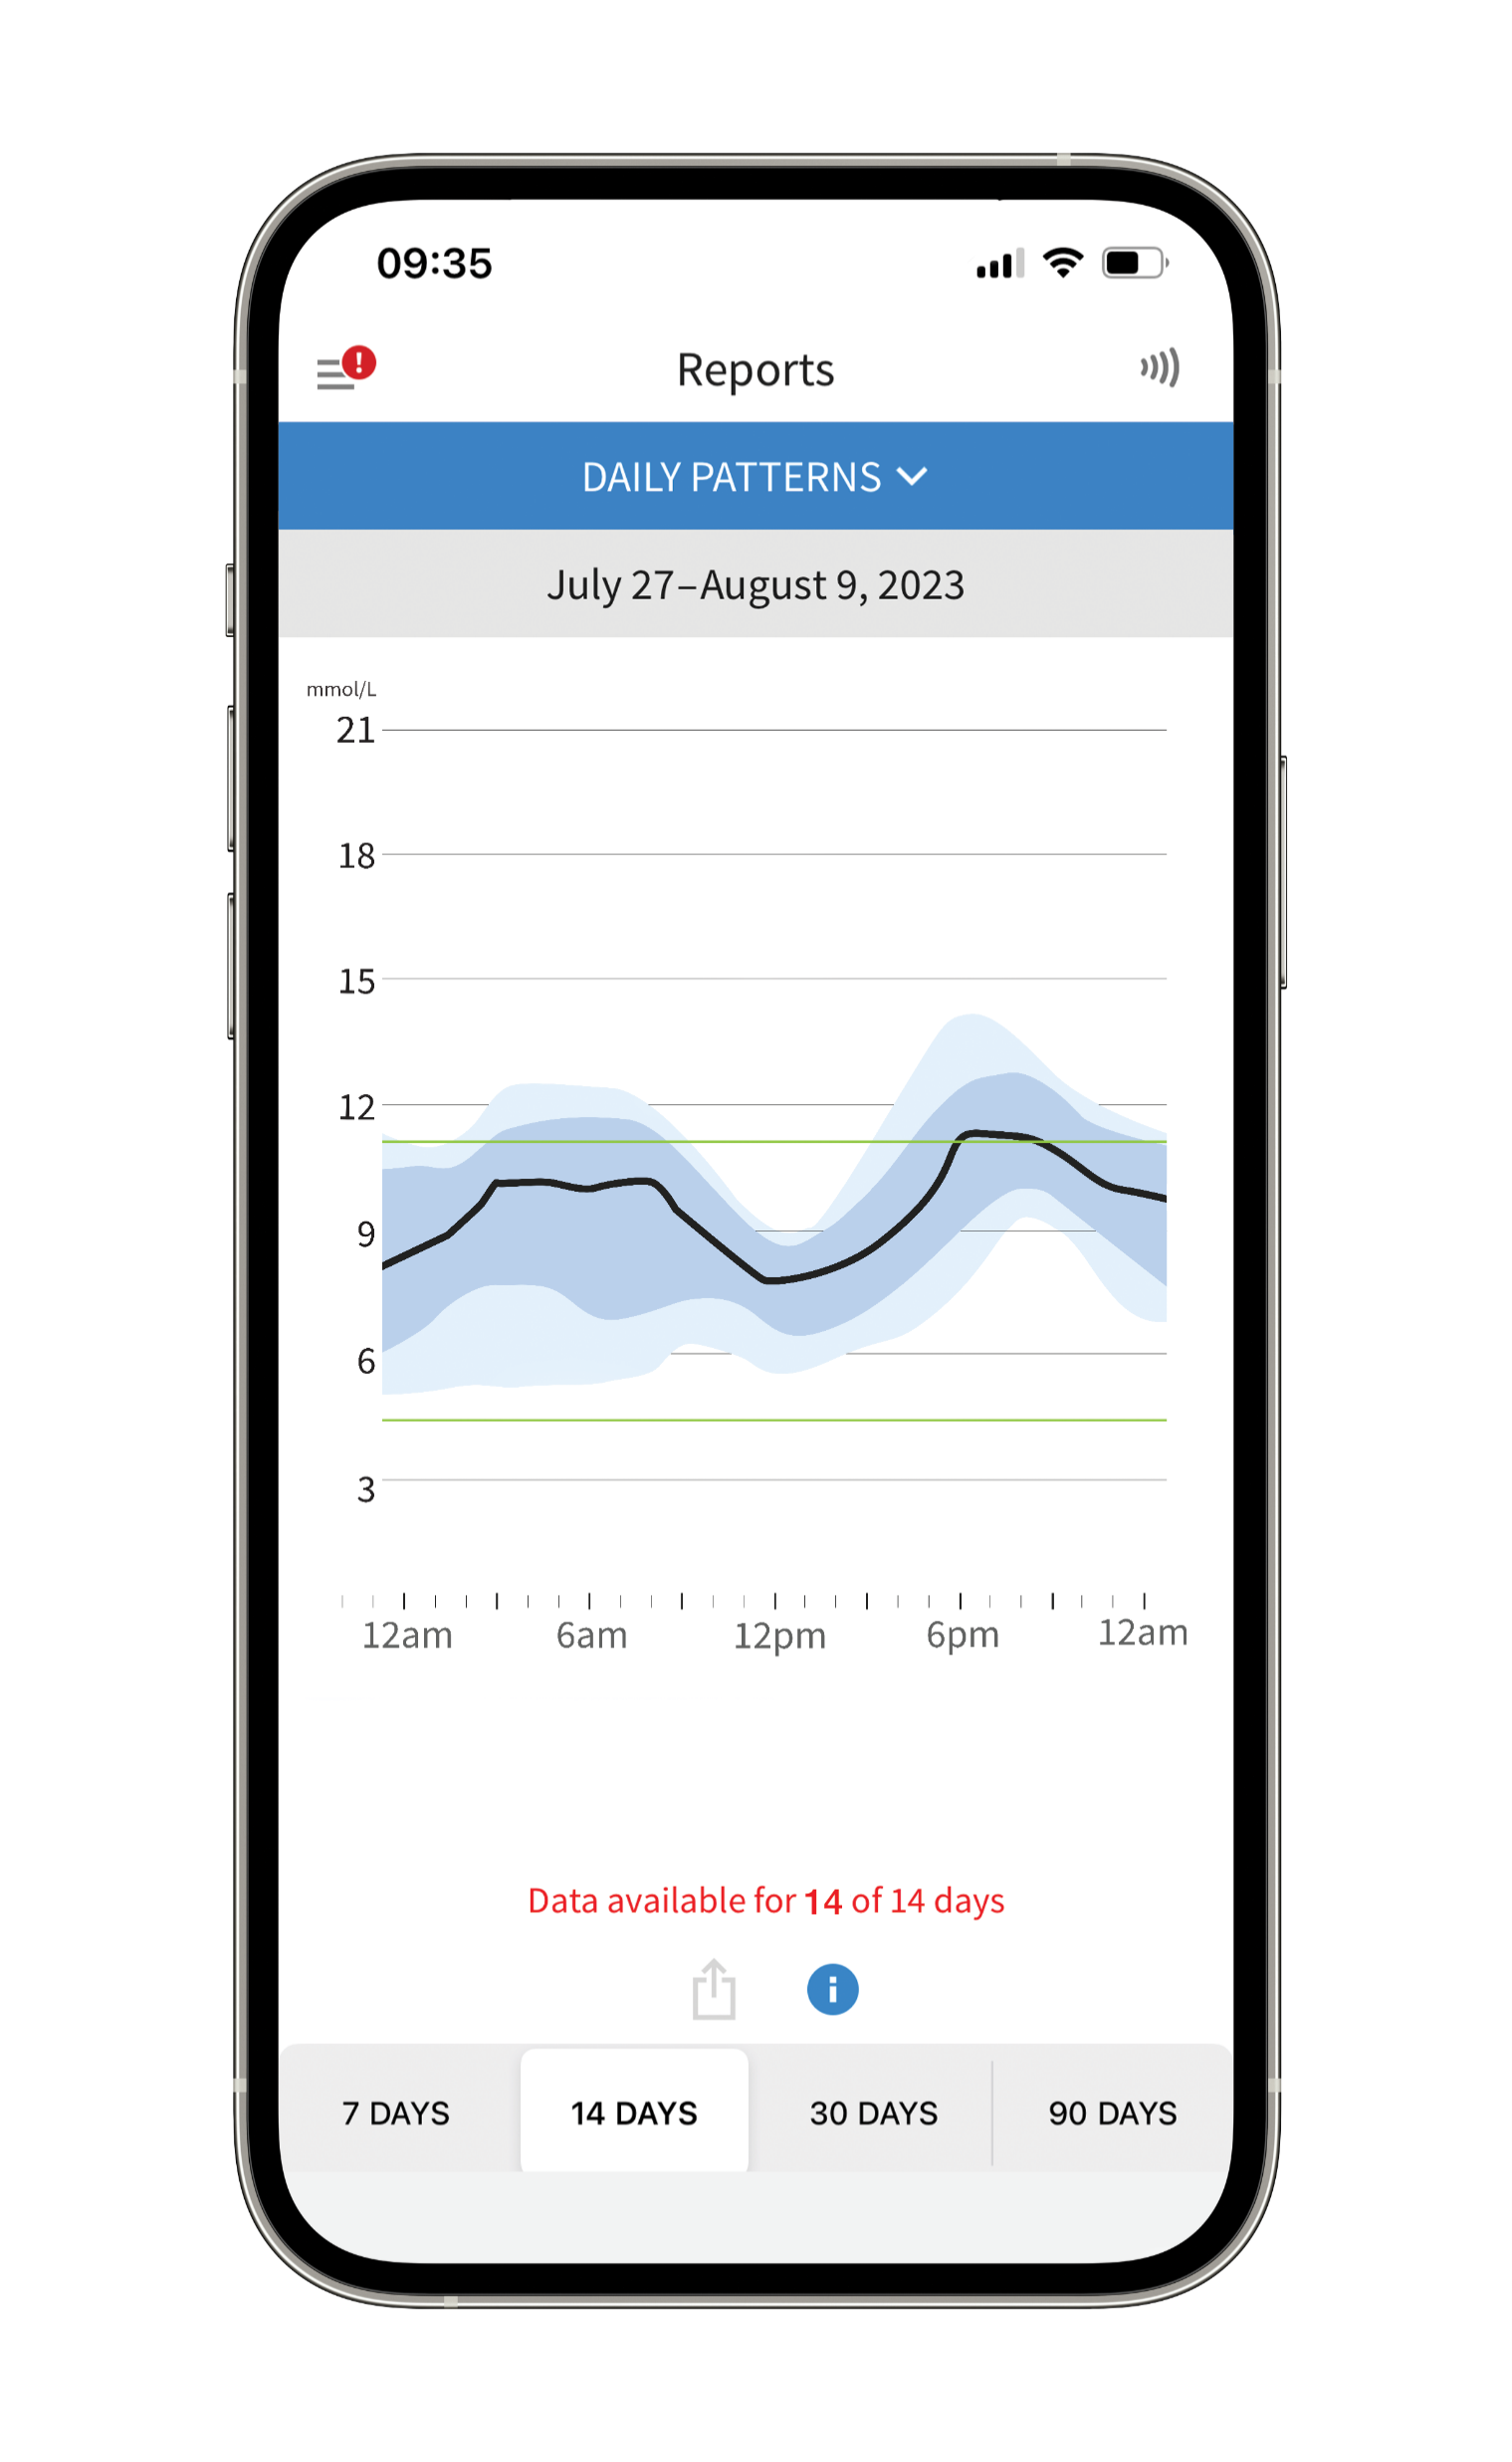 09:35
Reports
DAILY PATTERNS
July 27–August 9, 2023
mmol/L
21
18
15
12
9
6
3
12am 6am 12pm 6pm 12am
Data available for 14 of 14 days
7 DAYS 14 DAYS 30 DAYS 90 DAYS